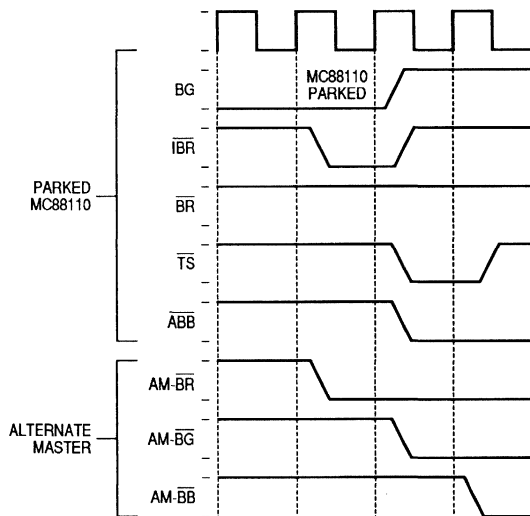 BG
MC88110
PARKED
IBR
PARKED
MC88110
BR
TS
ABB
AM-BR
ALTERNATE
MASTER
AM-BG
AM-BB